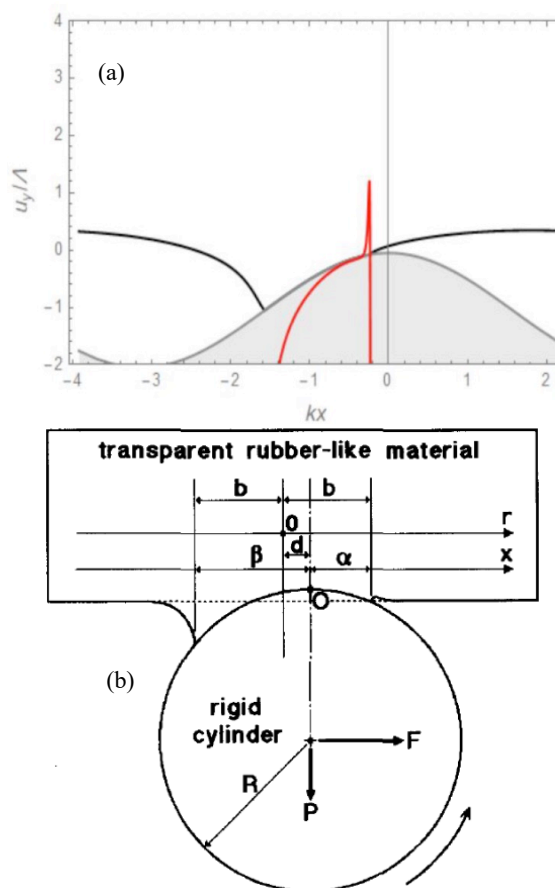 4
(a)
3
2
u_y/Λ
1
0
−1
−2
−4 −3 −2 −1 0 1 2
kx
transparent rubber-like material
b b
0 r
d
β α x
O
(b)
rigid
cylinder
F
R
P